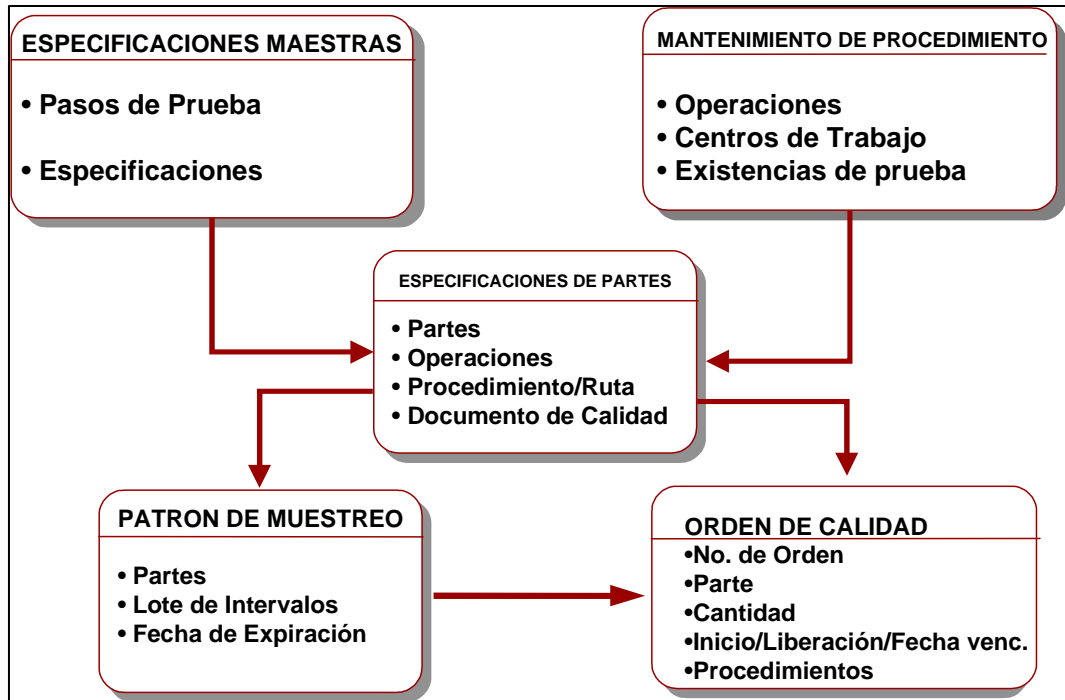 ESPECIFICACIONES MAESTRAS
• Pasos de Prueba
• Especificaciones
MANTENIMIENTO DE PROCEDIMIENTO
• Operaciones
• Centros de Trabajo
• Existencias de prueba
ESPECIFICACIONES DE PARTES
• Partes
• Operaciones
• Procedimiento/Ruta
• Documento de Calidad
PATRON DE MUESTREO
• Partes
• Lote de Intervalos
• Fecha de Expiración
ORDEN DE CALIDAD
•No. de Orden
•Parte
•Cantidad
•Inicio/Liberación/Fecha venc.
•Procedimientos